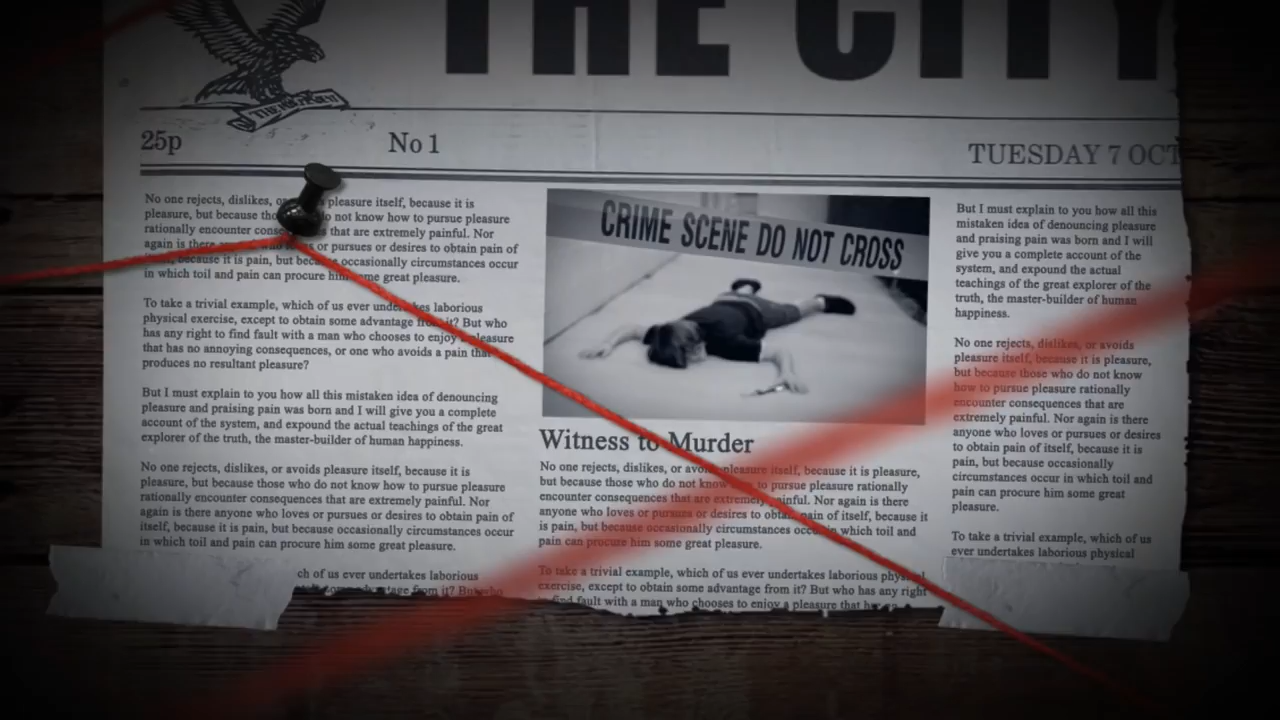 THE CITY
25p
No 1
TUESDAY 7 OCT
No one rejects, dislikes, pleasure itself, because it is
pleasure, but because do not know how to pursue pleasure
rationally encounter that are extremely painful. Nor
again is there or pursues or desires to obtain pain of
because it is pain, but because occasionally circumstances occur
in which toil and pain can procure him some great pleasure.
To take a trivial example, which of us ever undertakes laborious
physical exercise, except to obtain some advantage from it? But who
has any right to find fault with a man who chooses to enjoy pleasure
that has no annoying consequences, or one who avoids a pain that
produces no resultant pleasure?
But I must explain to you how all this mistaken idea of denouncing
pleasure and praising pain was born and I will give you a complete
account of the system, and expound the actual teachings of the great
explorer of the truth, the master-builder of human happiness.
No one rejects, dislikes, or avoids pleasure itself, because it is
pleasure, but because those who do not know how to pursue pleasure
rationally encounter consequences that are extremely painful. Nor
again is there anyone who loves or pursues or desires to obtain pain of
itself, because it is pain, but because occasionally circumstances occur
in which toil and pain can procure him some great pleasure.
ch of us ever undertakes laborious
from it? But who
CRIME SCENE DO NOT CROSS
Witness to Murder
No one rejects, dislikes, or avoids pleasure itself, because it is pleasure,
but because those who do not know how to pursue pleasure rationally
encounter consequences that are extremely painful. Nor again is there
anyone who loves or pursues or desires to obtain pain of itself, because it
is pain, but because occasionally circumstances occur in which toil and
pain can procure him some great pleasure.
To take a trivial example, which of us ever undertakes laborious physical
exercise, except to obtain some advantage from it? But who has any right
to find fault with a man who chooses to enjoy a pleasure that has no
But I must explain to you how all this
mistaken idea of denouncing pleasure
and praising pain was born and I will
give you a complete account of the
system, and expound the actual
teachings of the great explorer of the
truth, the master-builder of human
happiness.
No one rejects, dislikes, or avoids
pleasure itself, because it is pleasure,
but because those who do not know
how to pursue pleasure rationally
encounter consequences that are
extremely painful. Nor again is there
anyone who loves or pursues or desires
to obtain pain of itself, because it is
pain, but because occasionally
circumstances occur in which toil and
pain can procure him some great
pleasure.
To take a trivial example, which of us
ever undertakes laborious physical